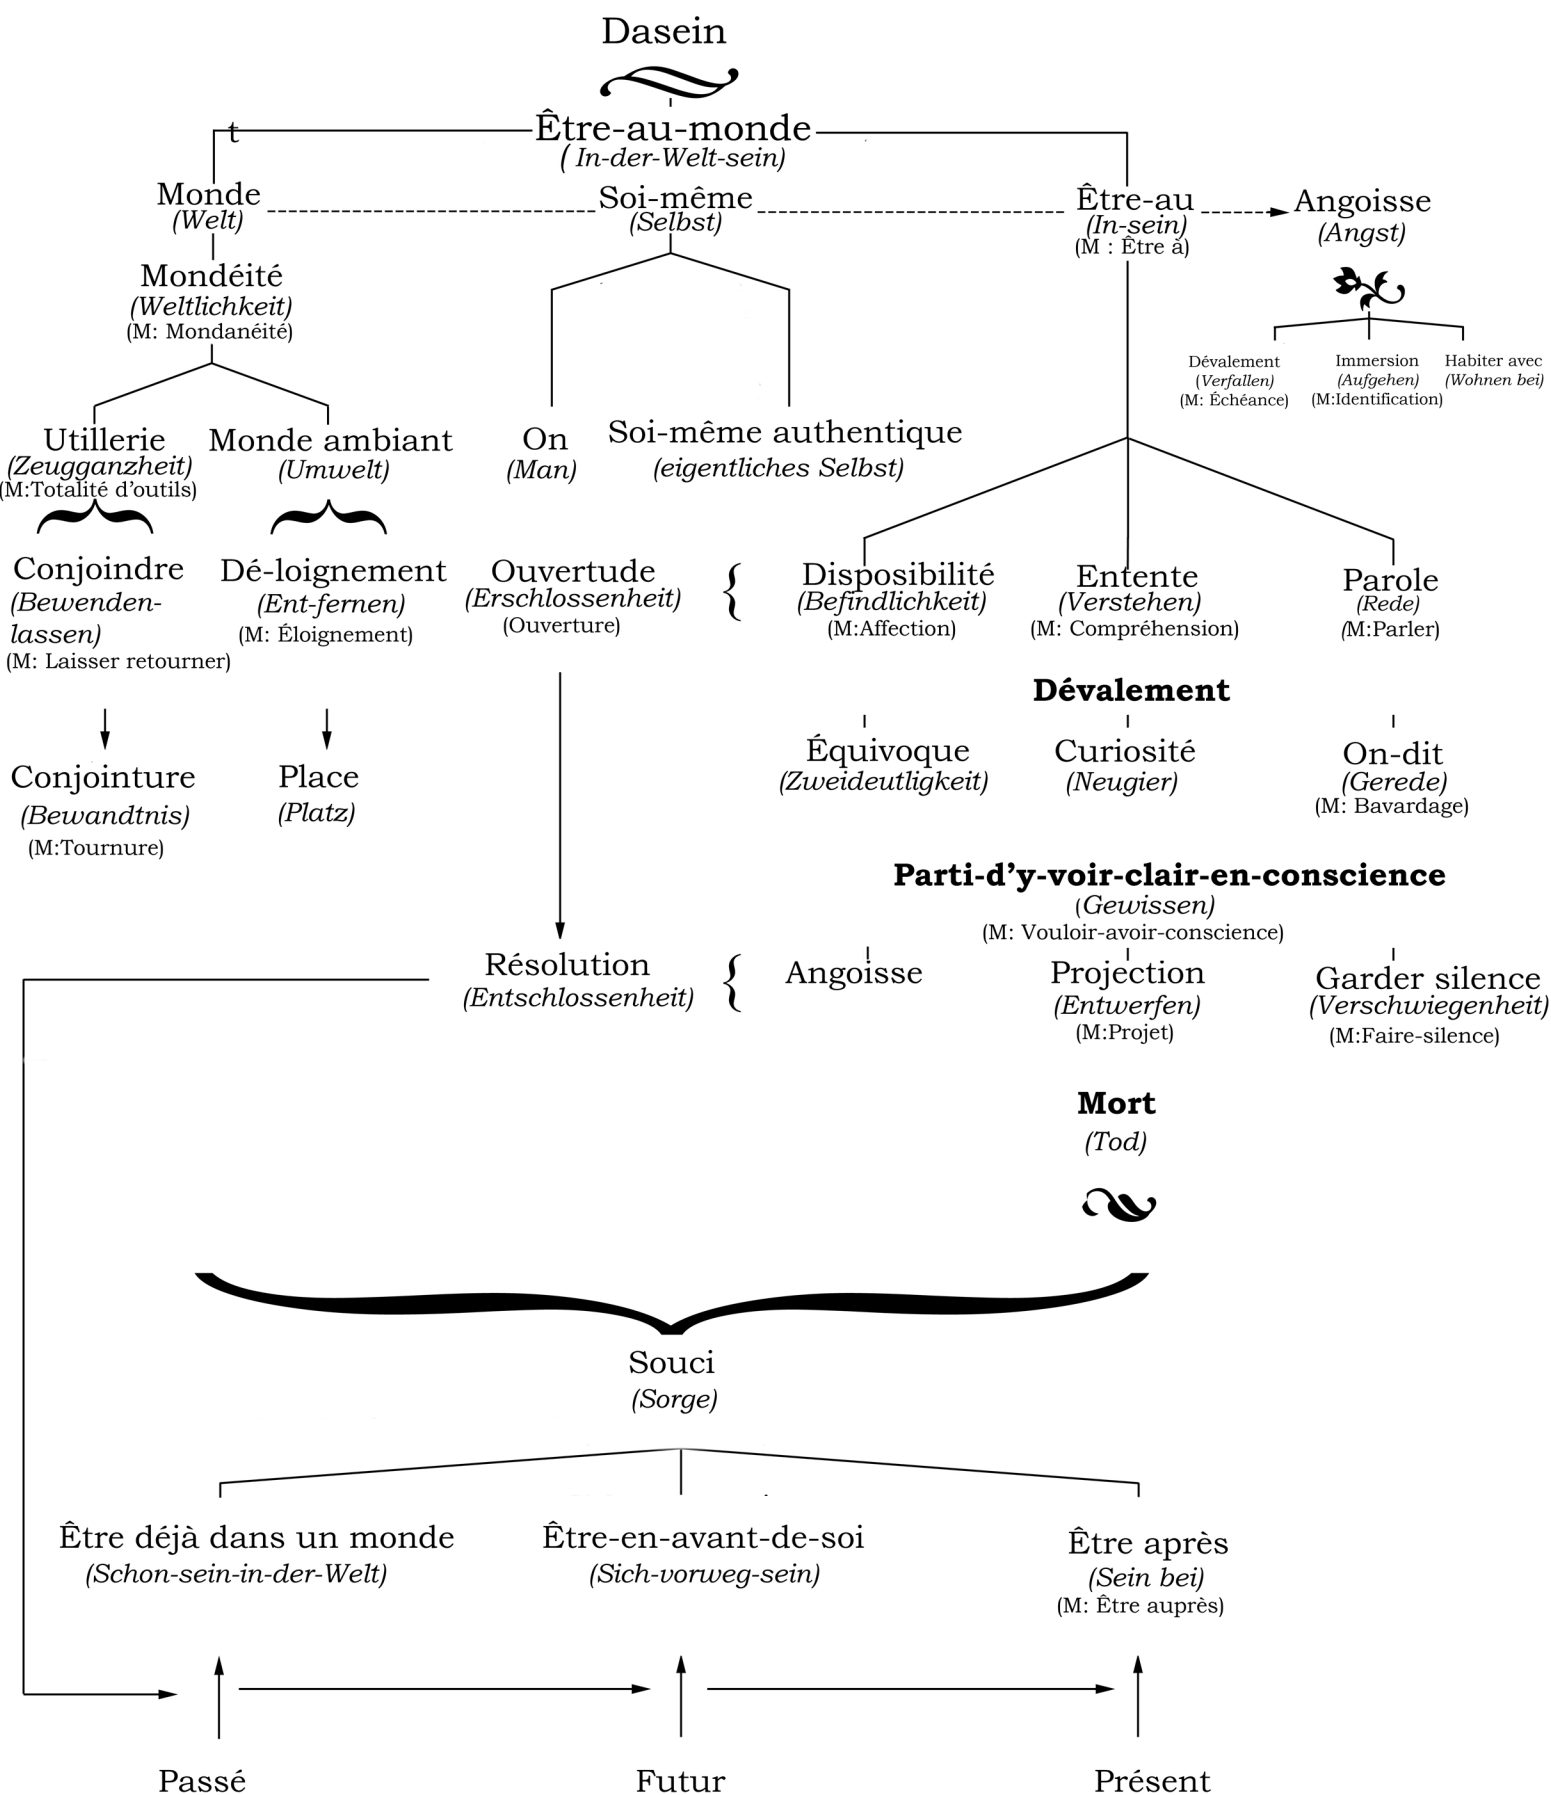 Dasein
t
Être-au-monde
( In-der-Welt-sein)
Monde
(Welt)
Soi-même
(Selbst)
Être-au
(In-sein)
(M : Être à)
Angoisse
(Angst)
Mondéité
(Weltlichkeit)
(M: Mondanéité)
Dévalement
(Verfallen)
(M: Échéance)
Immersion
(Aufgehen)
(M:Identification)
Habiter avec
(Wohnen bei)
Utillerie
(Zeugganzheit)
(M:Totalité d'outils)
Monde ambiant
(Umwelt)
On
(Man)
Soi-même authentique
(eigentliches Selbst)
Conjoindre
(Bewenden-
lassen)
(M: Laisser retourner)
Dé-loignement
(Ent-fernen)
(M: Éloignement)
Ouvertude
(Erschlossenheit)
(Ouverture)
{
Disposibilité
(Befindlichkeit)
(M:Affection)
Entente
(Verstehen)
(M: Compréhension)
Parole
(Rede)
(M:Parler)
Dévalement
Conjointure
(Bewandtnis)
(M:Tournure)
Place
(Platz)
Équivoque
(Zweideutligkeit)
Curiosité
(Neugier)
On-dit
(Gerede)
(M: Bavardage)
Parti-d'y-voir-clair-en-conscience
(Gewissen)
(M: Vouloir-avoir-conscience)
Résolution
(Entschlossenheit)
{
Angoisse
Projection
(Entwerfen)
(M:Projet)
Garder silence
(Verschwiegenheit)
(M:Faire-silence)
Mort
(Tod)
Souci
(Sorge)
Être déjà dans un monde
(Schon-sein-in-der-Welt)
Être-en-avant-de-soi
(Sich-vorweg-sein)
Être après
(Sein bei)
(M: Être auprès)
Passé
Futur
Présent